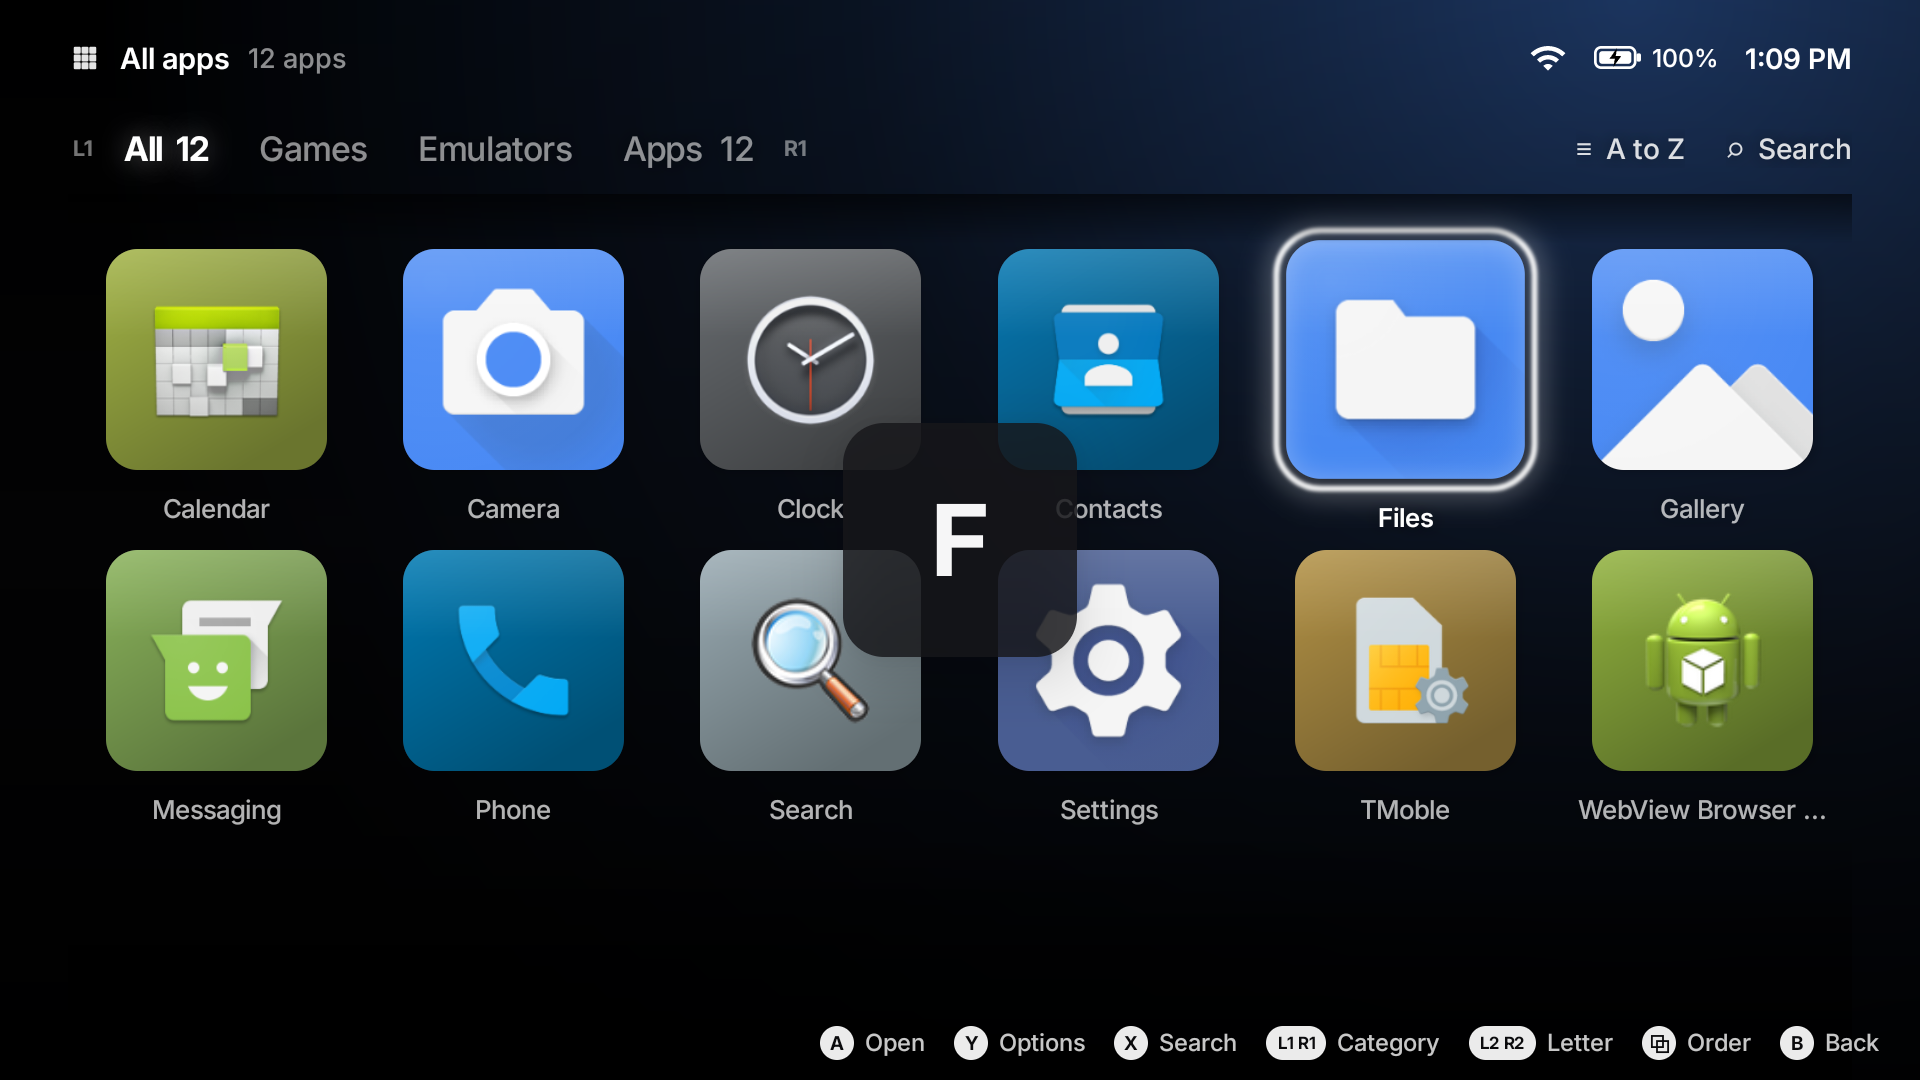 All apps 12 apps
100% 1:09 PM
L1 All 12 Games Emulators Apps 12 R1
A to Z Search
Calendar Camera Clock Contacts Files Gallery
F
Messaging Phone Search Settings TMoble WebView Browser ...
A Open Y Options X Search L1 R1 Category L2 R2 Letter Order B Back